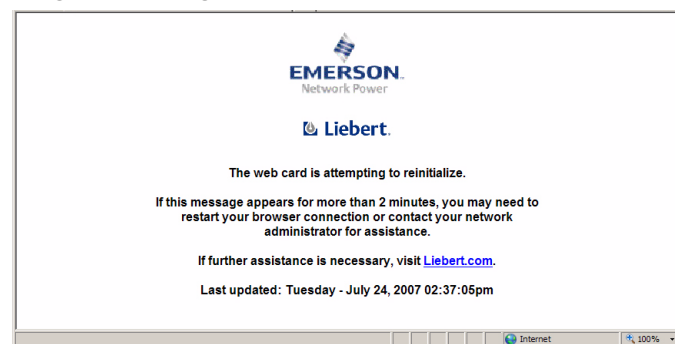 EMERSON
Network Power
Liebert.
The web card is attempting to reinitialize.
If this message appears for more than 2 minutes, you may need to
restart your browser connection or contact your network
administrator for assistance.
If further assistance is necessary, visit Liebert.com.
Last updated: Tuesday - July 24, 2007 02:37:05pm
Internet 100%